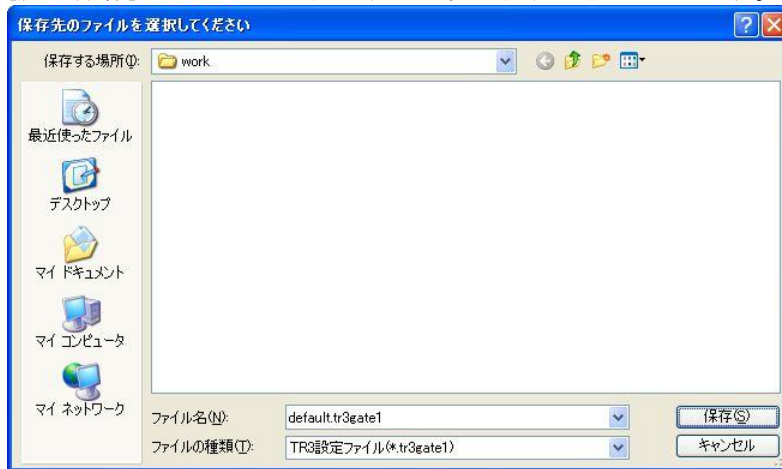 保存先のファイルを選択してください
保存する場所(I):
work
最近使ったファイル
デスクトップ
マイ ドキュメント
マイ コンピュータ
マイ ネットワーク
ファイル名(N):
default.tr3gate1
保存(S)
ファイルの種類(T):
TR3設定ファイル(*.tr3gate1)
キャンセル